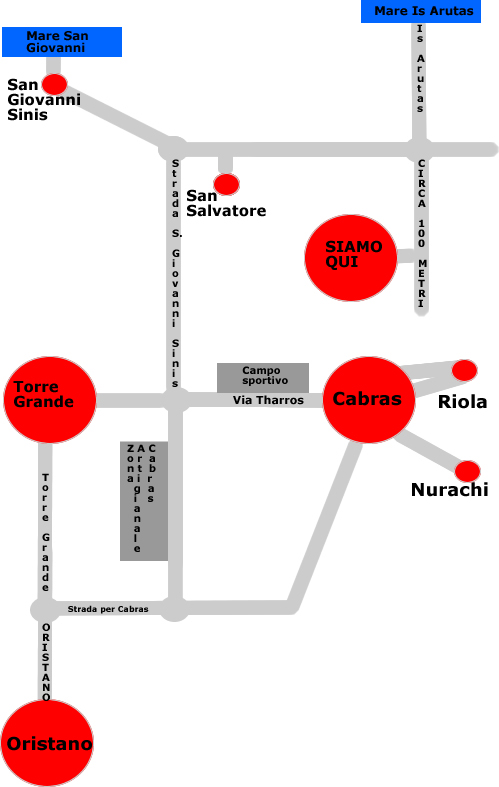 Mare Is Arutas
Mare San
Giovanni
Is Arutas
San
Giovanni
Sinis
Strada S. Giovanni Sinis
CIRCA 100 METRI
San
Salvatore
SIAMO
QUI
Campo
sportivo
Torre
Grande
Via Tharros
Cabras
Riola
Zona
Artigianale
Cabras
Nurachi
Torre Grande
Strada per Cabras
ORISTANO
Oristano